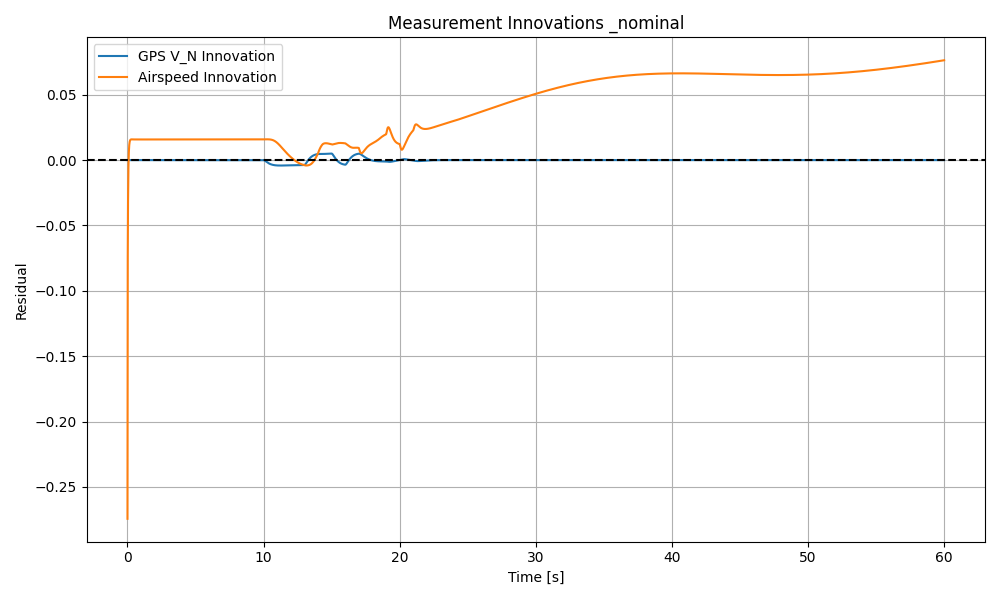 Measurement Innovations _nominal
GPS V_N Innovation
Airspeed Innovation
0.05
0.00
−0.05
−0.10
−0.15
−0.20
−0.25
Residual
0 10 20 30 40 50 60
Time [s]